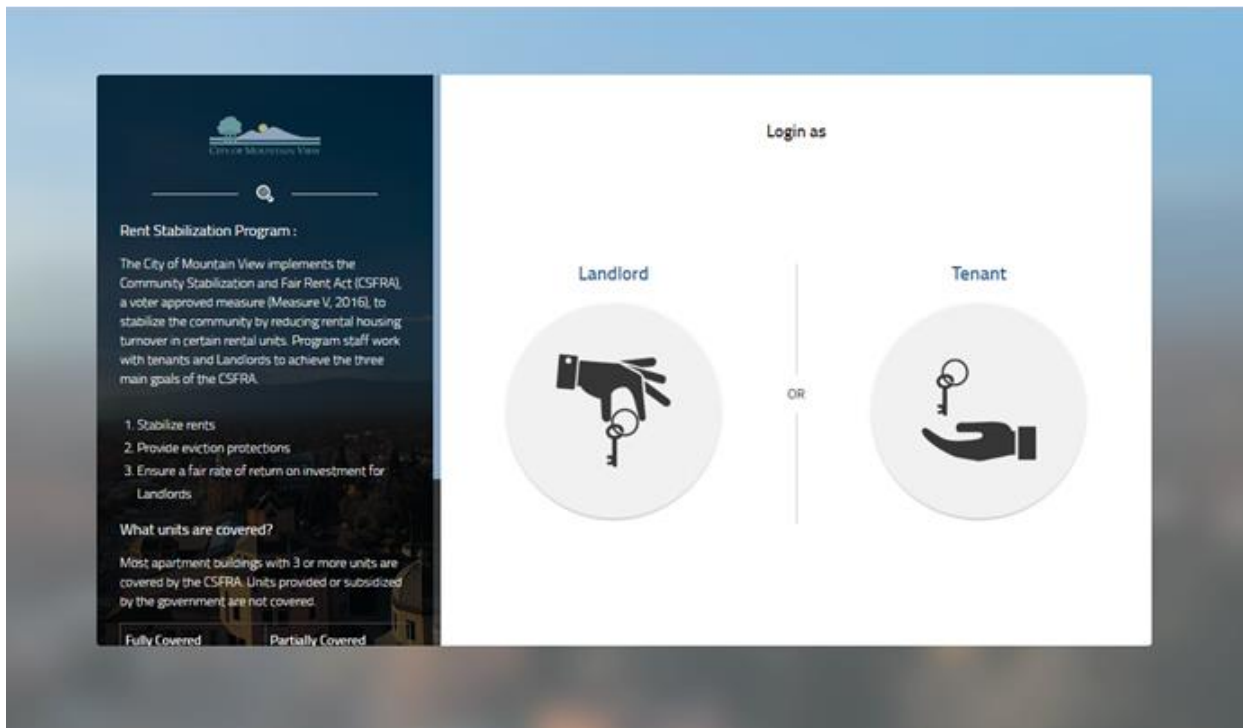 CITY OF MOUNTAIN VIEW
Rent Stabilization Program :
The City of Mountain View implements the
Community Stabilization and Fair Rent Act (CSFRA),
a voter approved measure (Measure V, 2016), to
stabilize the community by reducing rental housing
turnover in certain rental units. Program staff work
with tenants and Landlords to achieve the three
main goals of the CSFRA.
1. Stabilize rents
2. Provide eviction protections
3. Ensure a fair rate of return on investment for
Landlords
What units are covered?
Most apartment buildings with 3 or more units are
covered by the CSFRA. Units provided or subsidized
by the government are not covered.
Fully Covered Partially Covered
Login as
Landlord
OR
Tenant